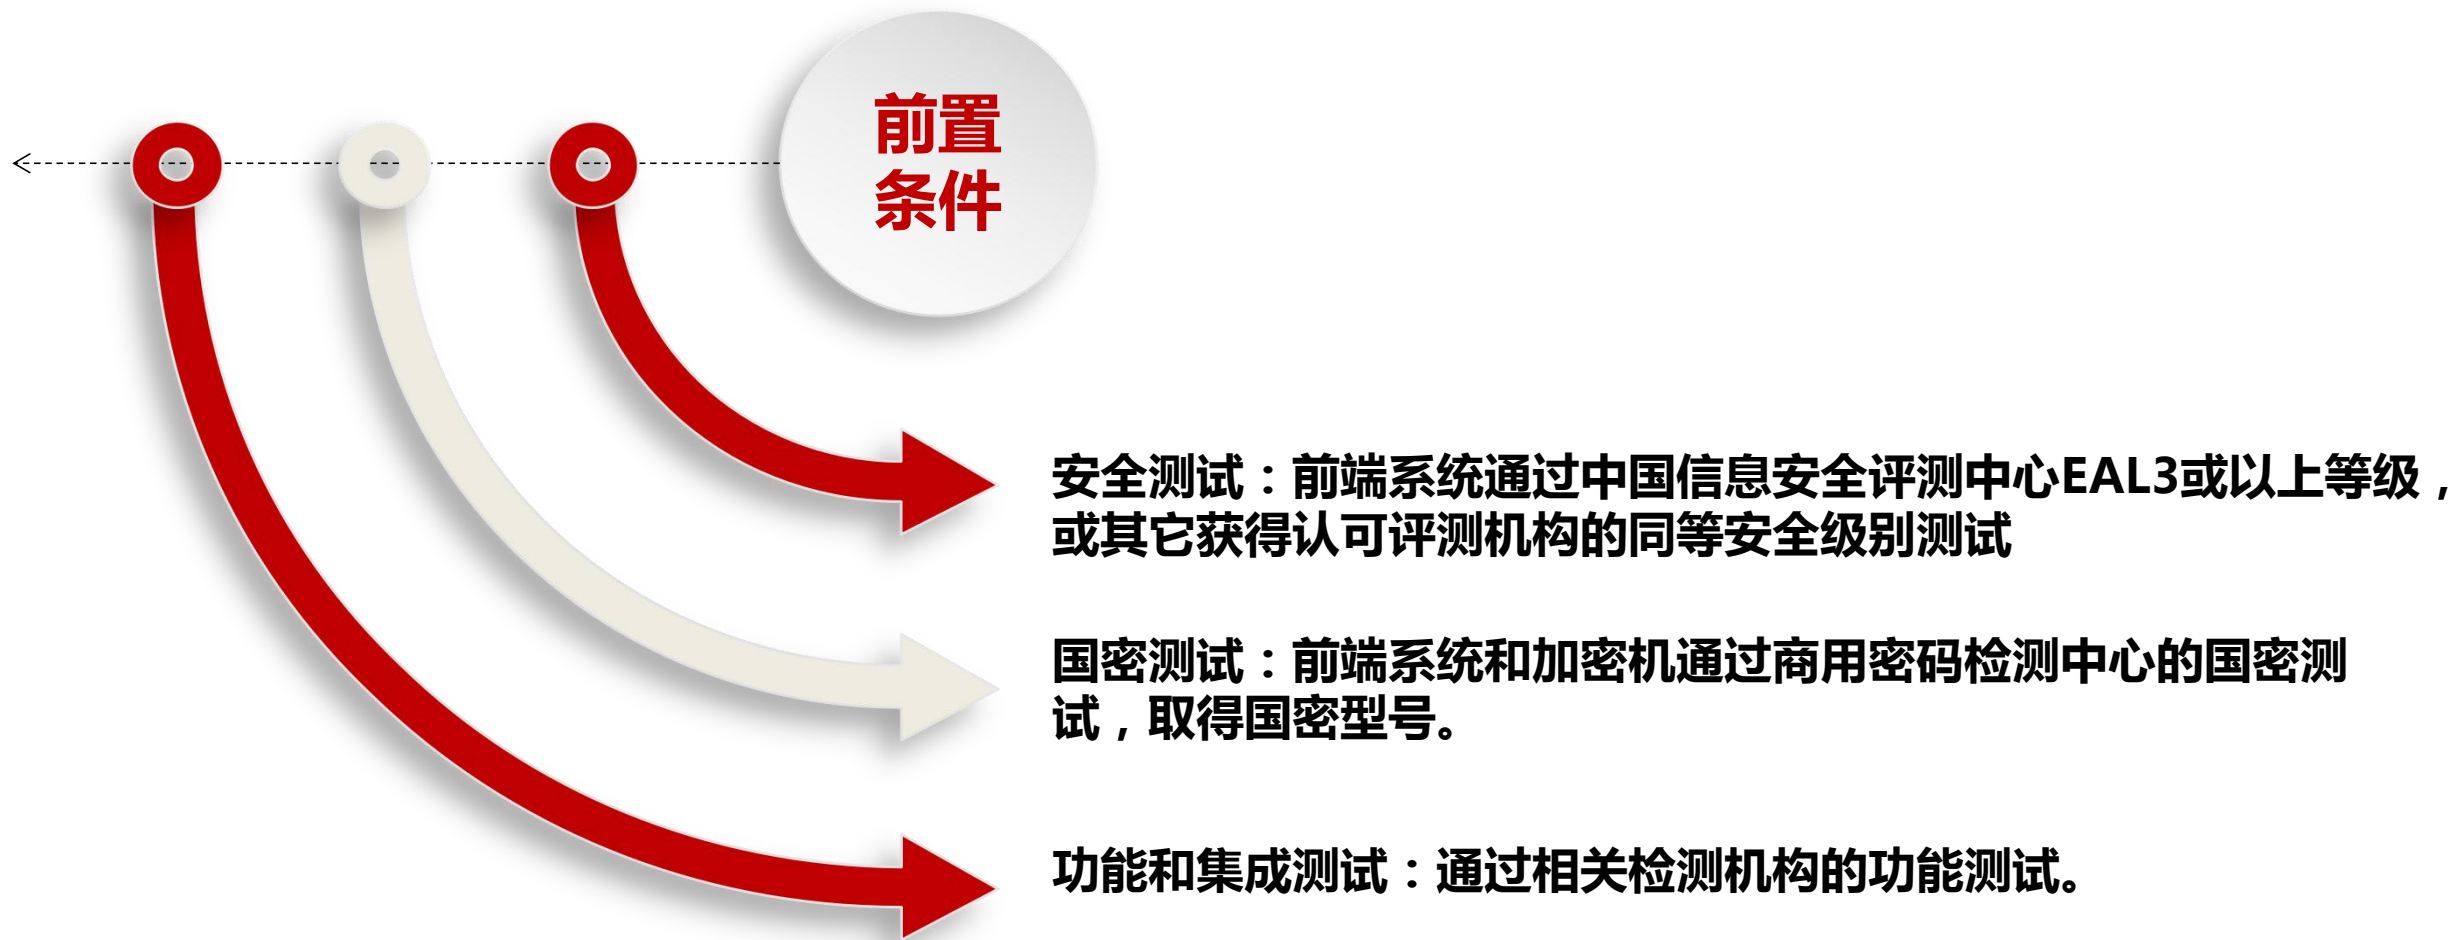 前置
条件
安全测试：前端系统通过中国信息安全评测中心EAL3或以上等级，
或其它获得认可评测机构的同等安全级别测试
国密测试：前端系统和加密机通过商用密码检测中心的国密测
试，取得国密型号。
功能和集成测试：通过相关检测机构的功能测试。